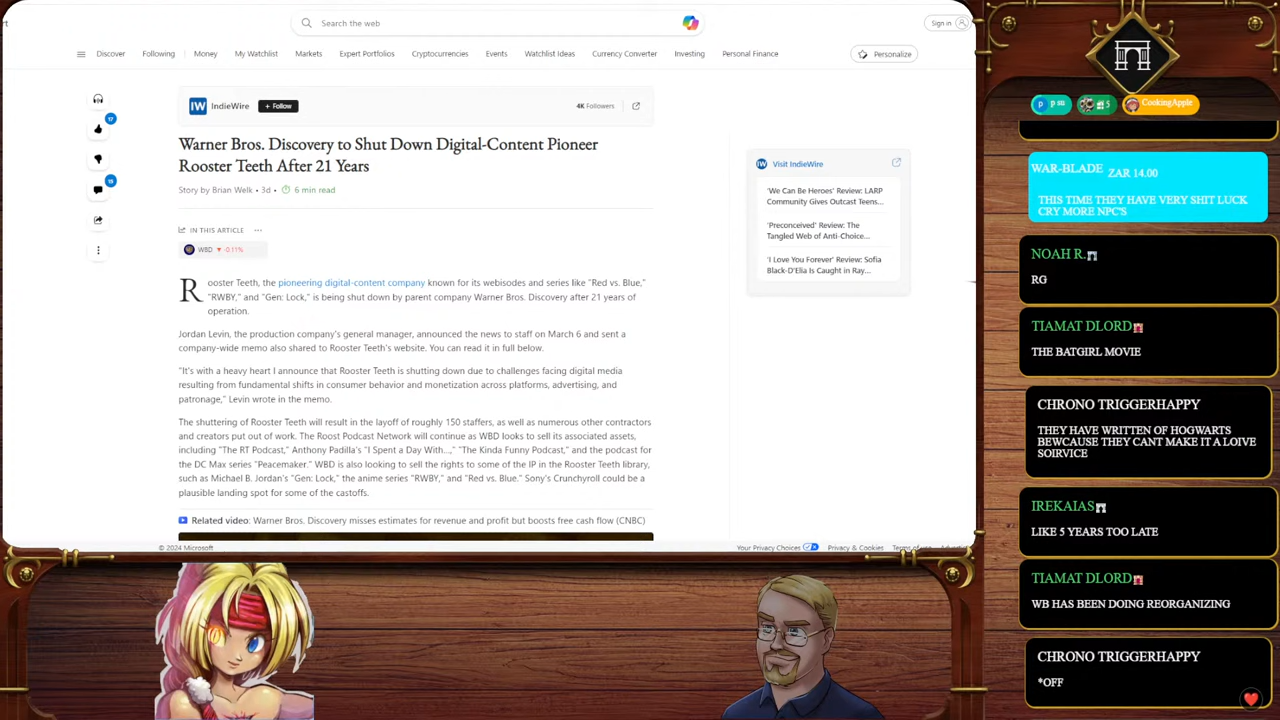 Search the web
Sign in
Discover
Following
Money
My Watchlist
Markets
Expert Portfolios
Cryptocurrencies
Events
Watchlist Ideas
Currency Converter
Investing
Personal Finance
Personalize
IW IndieWire
+ Follow
4K Followers
17
15
Warner Bros. Discovery to Shut Down Digital-Content Pioneer
Rooster Teeth After 21 Years
Story by Brian Welk • 3d • 6 min read
IN THIS ARTICLE ...
WBD ▼ -0.11%
Rooster Teeth, the pioneering digital-content company known for its webisodes and series like "Red vs. Blue,"
"RWBY," and "Gen: Lock," is being shut down by parent company Warner Bros. Discovery after 21 years of
operation.
Jordan Levin, the production company's general manager, announced the news to staff on March 6 and sent a
company-wide memo also shared to Rooster Teeth's website. You can read it in full below.
"It's with a heavy heart I announce that Rooster Teeth is shutting down due to challenges facing digital media
resulting from fundamental shifts in consumer behavior and monetization across platforms, advertising, and
patronage," Levin wrote in the memo.
The shuttering of Rooster Teeth will result in the layoff of roughly 150 staffers, as well as numerous other contractors
and creators put out of work. The Roost Podcast Network will continue as WBD looks to sell its associated assets,
including "The RT Podcast," Anthony Padilla's "I Spent a Day With...," "The Kinda Funny Podcast," and the podcast for
the DC Max series "Peacemaker." WBD is also looking to sell the rights to some of the IP in the Rooster Teeth library,
such as Michael B. Jordan's "Gen: Lock," the anime series "RWBY," and "Red vs. Blue." Sony's Crunchyroll could be a
plausible landing spot for some of the castoffs.
Related video: Warner Bros. Discovery misses estimates for revenue and profit but boosts free cash flow (CNBC)
IW Visit IndieWire
'We Can Be Heroes' Review: LARP
Community Gives Outcast Teens...
'Preconceived' Review: The
Tangled Web of Anti-Choice...
'I Love You Forever' Review: Sofia
Black-D'Elia Is Caught in Ray...
© 2024 Microsoft
Your Privacy Choices
Privacy & Cookies
P p su
5
CookingApple
WAR-BLADE ZAR 14.00
THIS TIME THEY HAVE VERY SHIT LUCK
CRY MORE NPC'S
NOAH R.
RG
TIAMAT DLORD
THE BATGIRL MOVIE
CHRONO TRIGGERHAPPY
THEY HAVE WRITTEN OF HOGWARTS
BEWCAUSE THEY CANT MAKE IT A LOIVE
SOIRVICE
IREKAIAS
LIKE 5 YEARS TOO LATE
TIAMAT DLORD
WB HAS BEEN DOING REORGANIZING
CHRONO TRIGGERHAPPY
*OFF